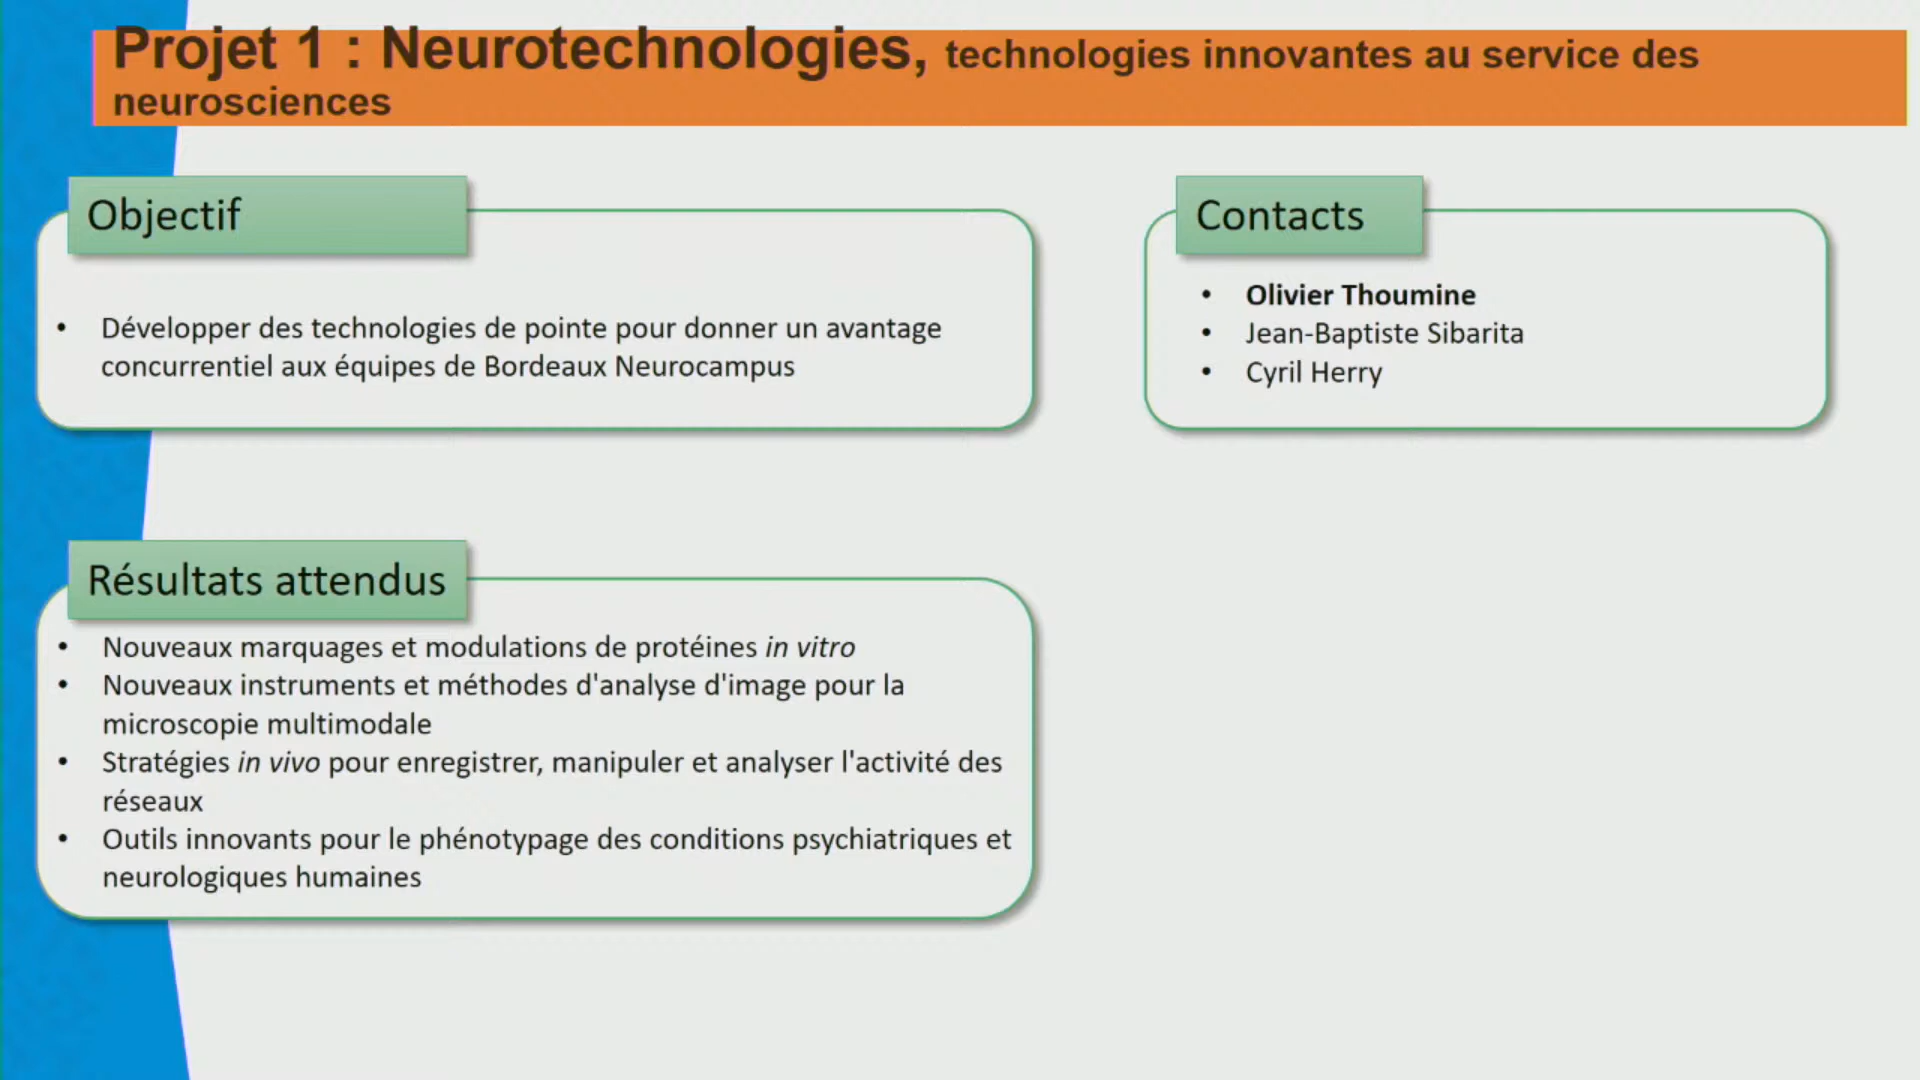 Projet 1 : Neurotechnologies, technologies innovantes au service des
neurosciences
Objectif
• Développer des technologies de pointe pour donner un avantage
concurrentiel aux équipes de Bordeaux Neurocampus
Contacts
• Olivier Thoumine
• Jean-Baptiste Sibarita
• Cyril Herry
Résultats attendus
• Nouveaux marquages et modulations de protéines in vitro
• Nouveaux instruments et méthodes d'analyse d'image pour la
microscopie multimodale
• Stratégies in vivo pour enregistrer, manipuler et analyser l'activité des
réseaux
• Outils innovants pour le phénotypage des conditions psychiatriques et
neurologiques humaines